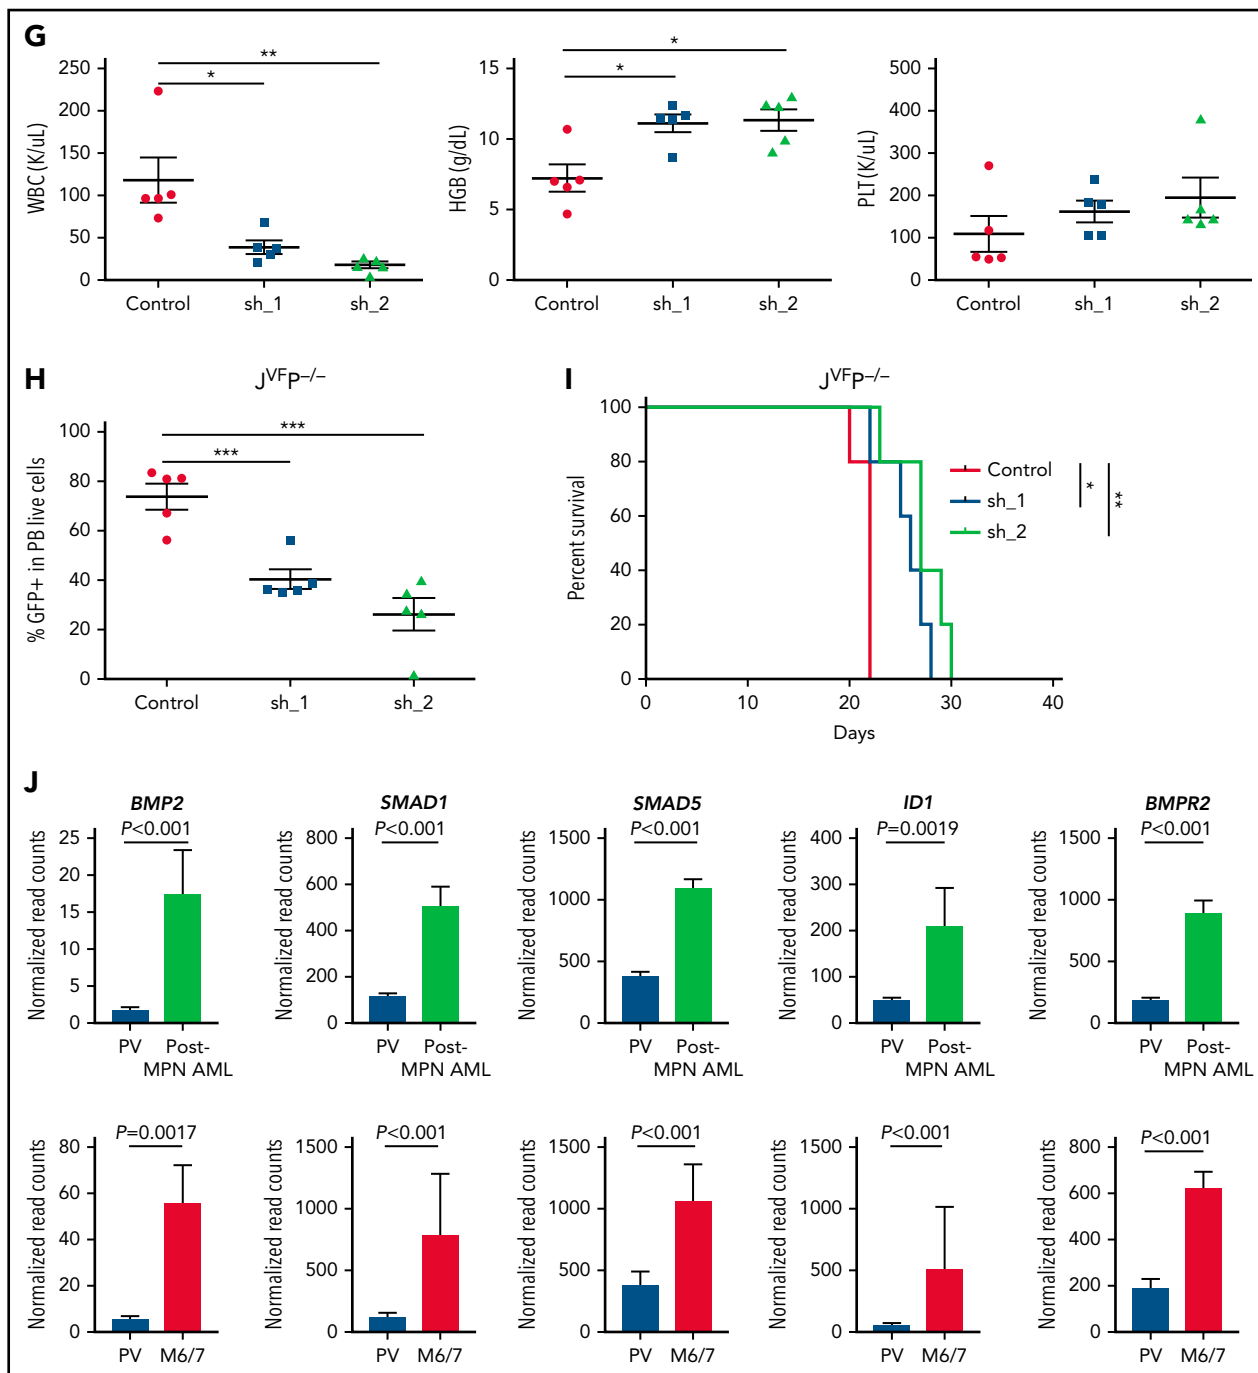 G
** 
*
WBC (K/uL)
250
200
150
100
50
0
Control sh_1 sh_2
*
*
HGB (g/dL)
15
10
5
0
Control sh_1 sh_2
PLT (K/uL)
500
400
300
200
100
0
Control sh_1 sh_2
H
J^VF P^−/−
***
***
% GFP+ in PB live cells
100
80
60
40
20
0
Control sh_1 sh_2
I
J^VF P^−/−
Percent survival
100
80
60
40
20
0
0 10 20 30 40
Days
Control
sh_1
sh_2
*
**
J
BMP2
P<0.001
Normalized read counts
25
20
15
10
5
0
PV Post-
MPN AML
SMAD1
P<0.001
Normalized read counts
800
600
400
200
0
PV Post-
MPN AML
SMAD5
P<0.001
Normalized read counts
1500
1000
500
0
PV Post-
MPN AML
ID1
P=0.0019
Normalized read counts
400
300
200
100
0
PV Post-
MPN AML
BMPR2
P<0.001
Normalized read counts
1500
1000
500
0
PV Post-
MPN AML
P=0.0017
Normalized read counts
80
60
40
20
0
PV M6/7
P<0.001
Normalized read counts
1500
1000
500
0
PV M6/7
P<0.001
Normalized read counts
1500
1000
500
0
PV M6/7
P<0.001
Normalized read counts
1500
1000
500
0
PV M6/7
P<0.001
Normalized read counts
800
600
400
200
0
PV M6/7